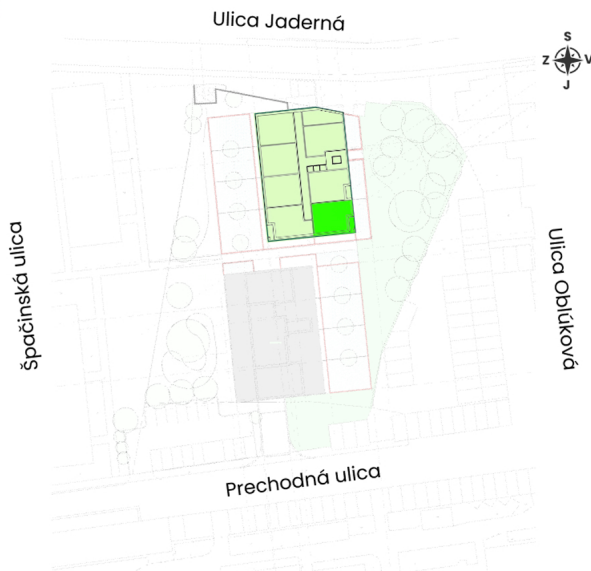 Ulica Jaderná
S
Z V
J
Špačinská ulica
Ulica Oblúková
Prechodná ulica